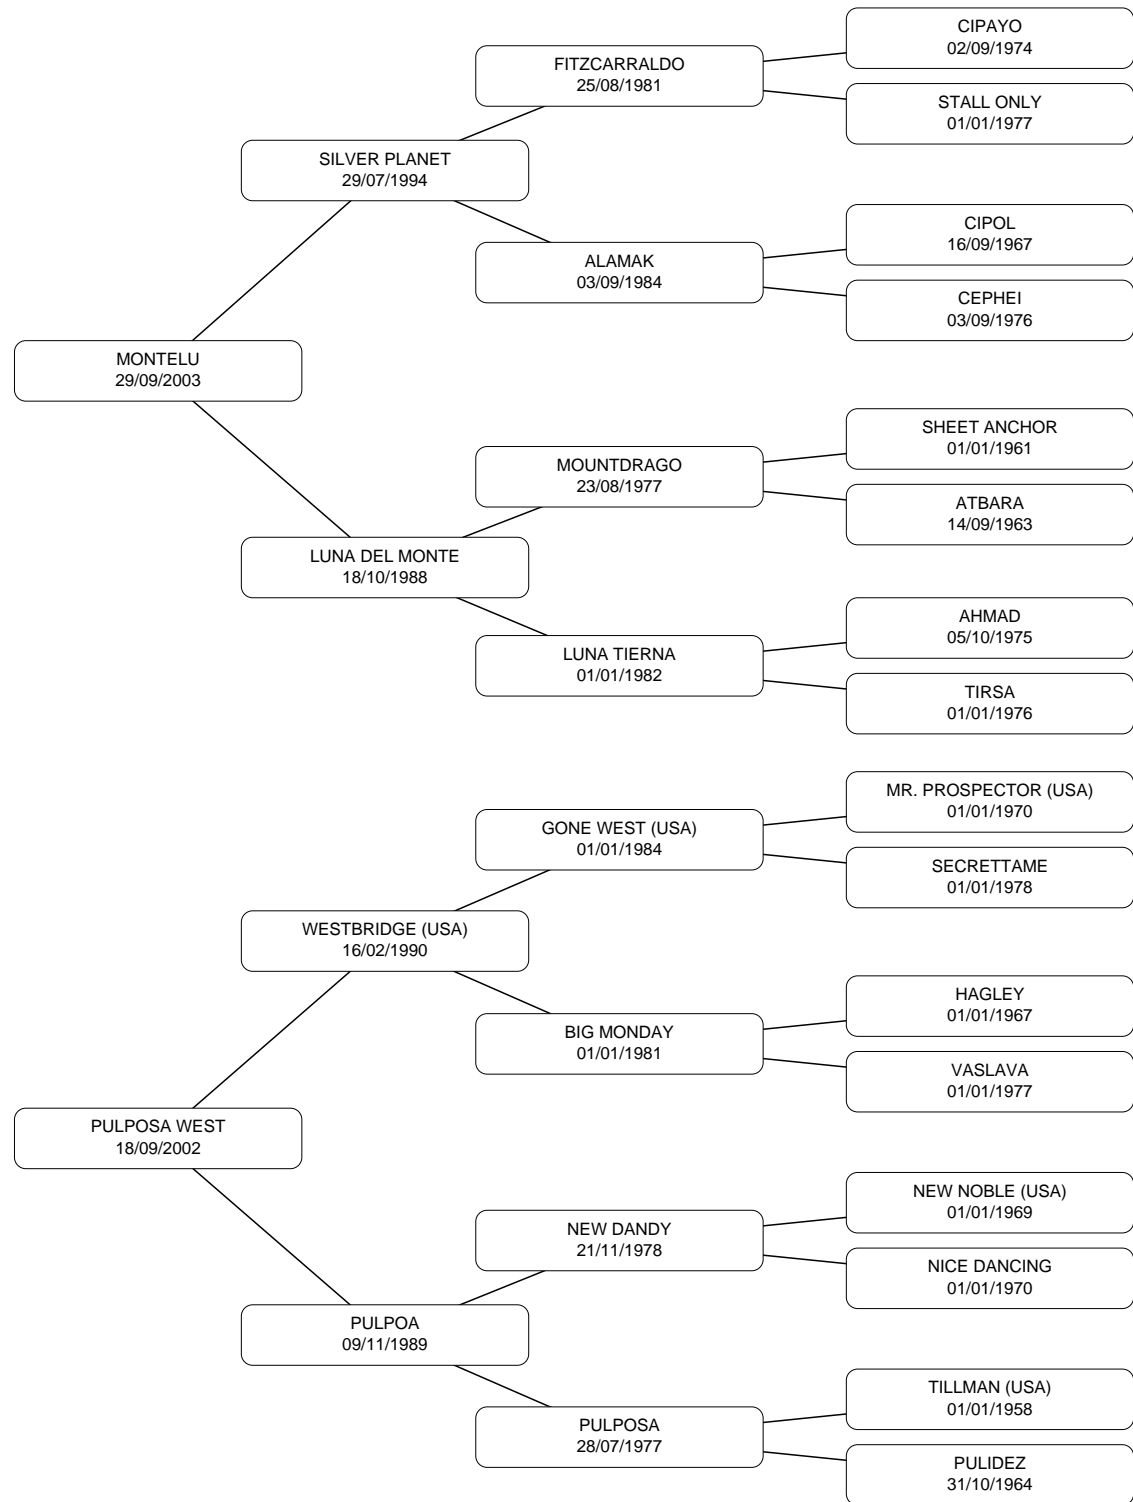 CIPAYO
02/09/1974
FITZCARRALDO
25/08/1981
STALL ONLY
01/01/1977
SILVER PLANET
29/07/1994
CIPOL
16/09/1967
ALAMAK
03/09/1984
CEPHEI
03/09/1976
MONTELU
29/09/2003
SHEET ANCHOR
01/01/1961
MOUNTDRAGO
23/08/1977
ATBARA
14/09/1963
LUNA DEL MONTE
18/10/1988
AHMAD
05/10/1975
LUNA TIERNA
01/01/1982
TIRSA
01/01/1976
MR. PROSPECTOR (USA)
01/01/1970
GONE WEST (USA)
01/01/1984
SECRETTAME
01/01/1978
WESTBRIDGE (USA)
16/02/1990
HAGLEY
01/01/1967
BIG MONDAY
01/01/1981
VASLAVA
01/01/1977
PULPOSA WEST
18/09/2002
NEW NOBLE (USA)
01/01/1969
NEW DANDY
21/11/1978
NICE DANCING
01/01/1970
PULPOA
09/11/1989
TILLMAN (USA)
01/01/1958
PULPOSA
28/07/1977
PULIDEZ
31/10/1964